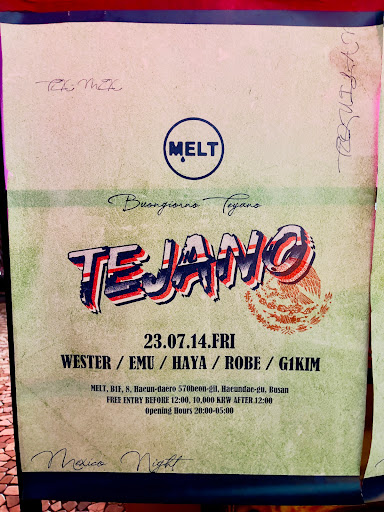 MELT
Buongiorno Tejano
TEJANO
IN
23.07.14.FRI
WESTER / EMU / HAYA / ROBE / G1KIM
MELT, B1F, 8, Haeun-daero 570beon-gil, Haeundae-gu, Busan
FREE ENTRY BEFORE 12:00, 10,000 KRW AFTER 12:00
Opening Hours 20:00-05:00
Mexico Night